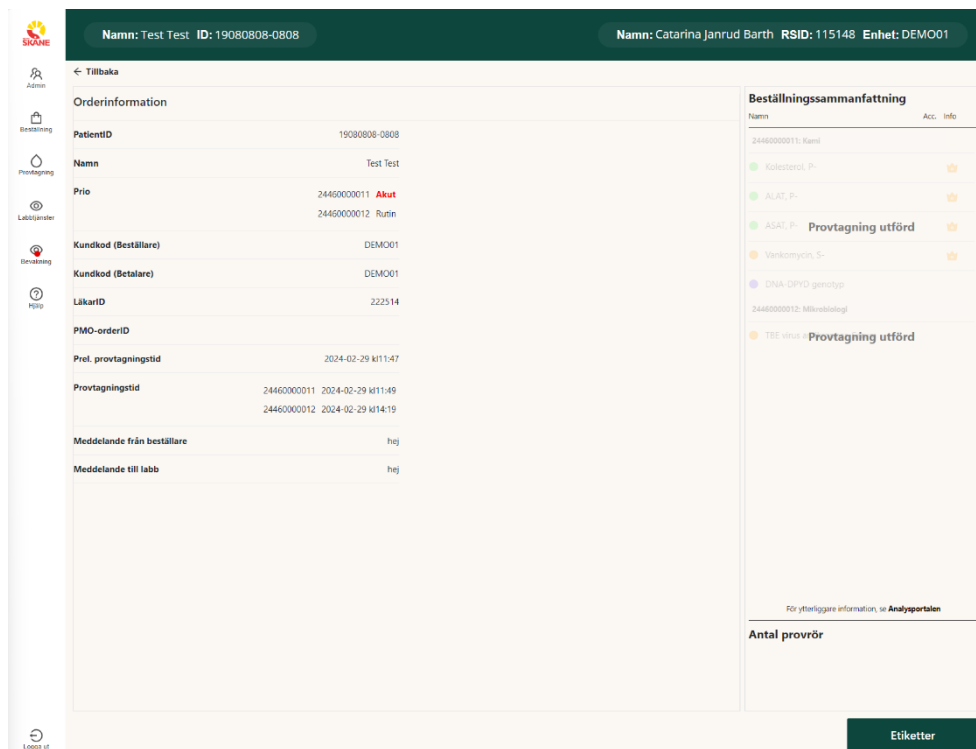 SKÅNE
Namn: Test Test ID: 19080808-0808
Namn: Catarina Janrud Barth RSID: 115148 Enhet: DEMO01
Admin
Beställning
Provtagning
Labbtjänster
Bevakning
Hjälp
Logga ut
← Tillbaka
Orderinformation
PatientID 19080808-0808
Namn Test Test
Prio 24460000011 Akut
24460000012 Rutin
Kundkod (Beställare) DEMO01
Kundkod (Betalare) DEMO01
LäkarID 222514
PMO-orderID
Prel. provtagningstid 2024-02-29 kl11:47
Provtagningstid 24460000011 2024-02-29 kl11:49
24460000012 2024-02-29 kl14:19
Meddelande från beställare hej
Meddelande till labb hej
Beställningssammanfattning
Namn Acc. Info
24460000011: Kemi
Kolesterol, P-
ALAT, P-
ASAT, P- Provtagning utförd
Vankomycin, S-
DNA-DPYD genotyp
24460000012: Mikrobiologi
TBE virus Provtagning utförd
För ytterliggare information, se Analysportalen
Antal provrör
Etiketter